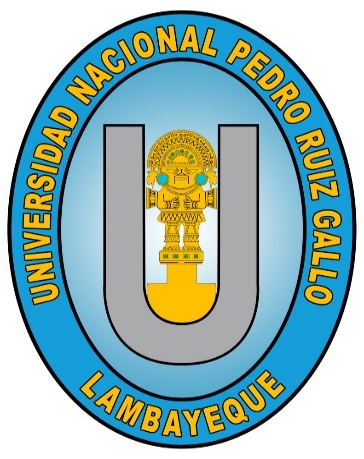 UNIVERSIDAD NACIONAL PEDRO RUIZ GALLO
U
LAMBAYEQUE